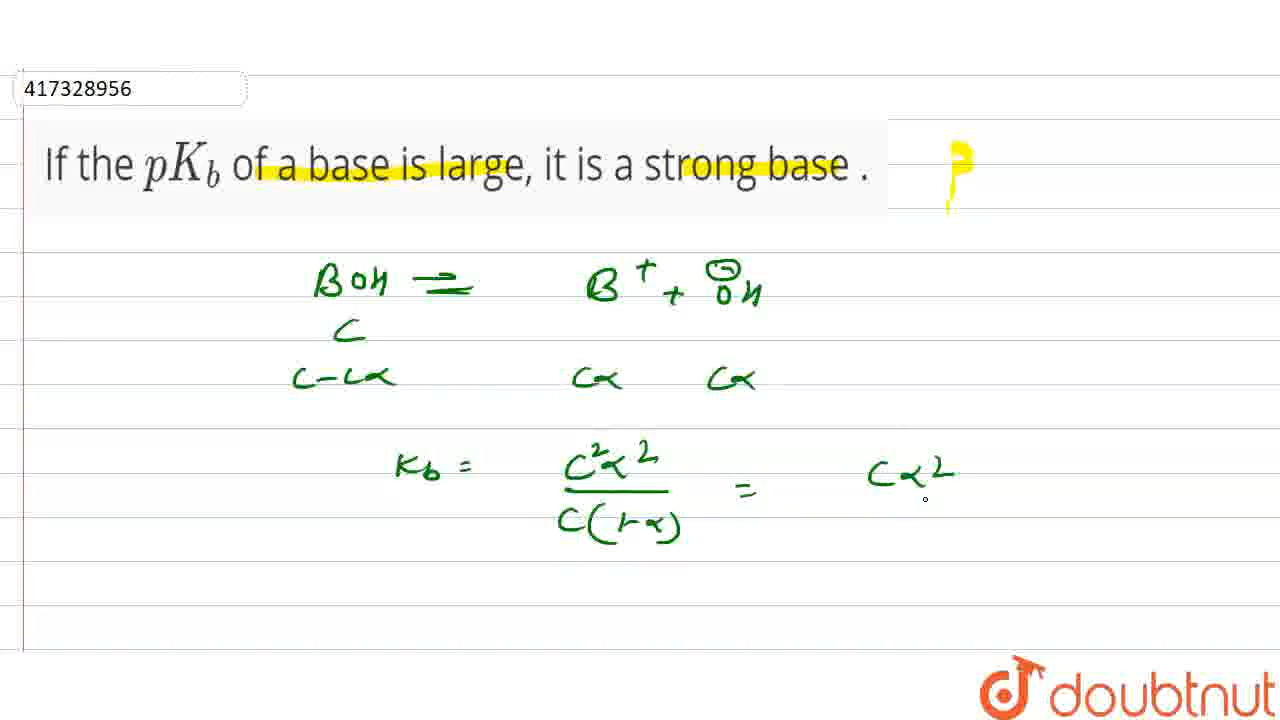 417328956
If the pK_b of a base is large, it is a strong base .
BOH ⇌ B⁺ + ⊖OH
C
C-Cα Cα Cα
K_b = C²α² / C(1-α) = Cα²
doubtnut